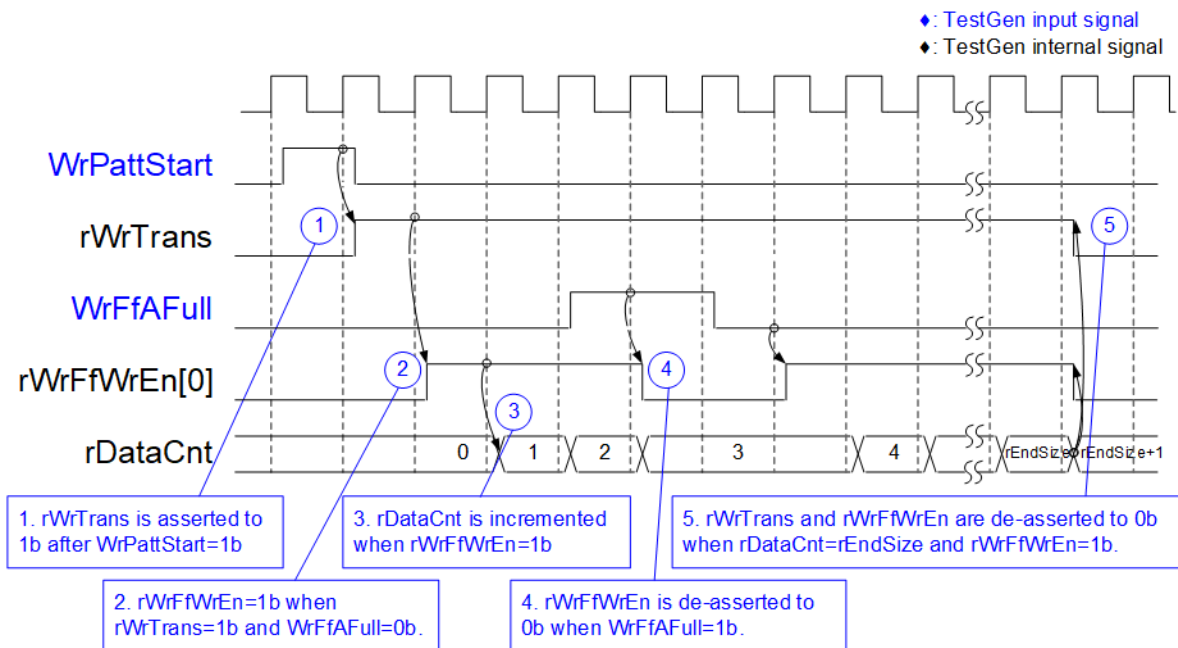 ♦: TestGen input signal
♦: TestGen internal signal
WrPattStart
rWrTrans
1
5
WrFfAFull
rWrFfWrEn[0]
2
4
3
rDataCnt
0
1
2
3
4
rEndSize
rEndSize+1
1. rWrTrans is asserted to
1b after WrPattStart=1b
3. rDataCnt is incremented
when rWrFfWrEn=1b
5. rWrTrans and rWrFfWrEn are de-asserted to 0b
when rDataCnt=rEndSize and rWrFfWrEn=1b.
2. rWrFfWrEn=1b when
rWrTrans=1b and WrFfAFull=0b.
4. rWrFfWrEn is de-asserted to
0b when WrFfAFull=1b.